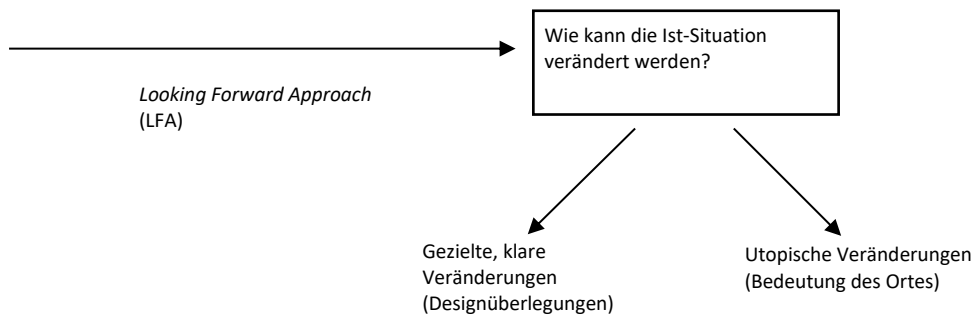 Wie kann die Ist-Situation
verändert werden?
Looking Forward Approach
(LFA)
Gezielte, klare
Veränderungen
(Designüberlegungen)
Utopische Veränderungen
(Bedeutung des Ortes)